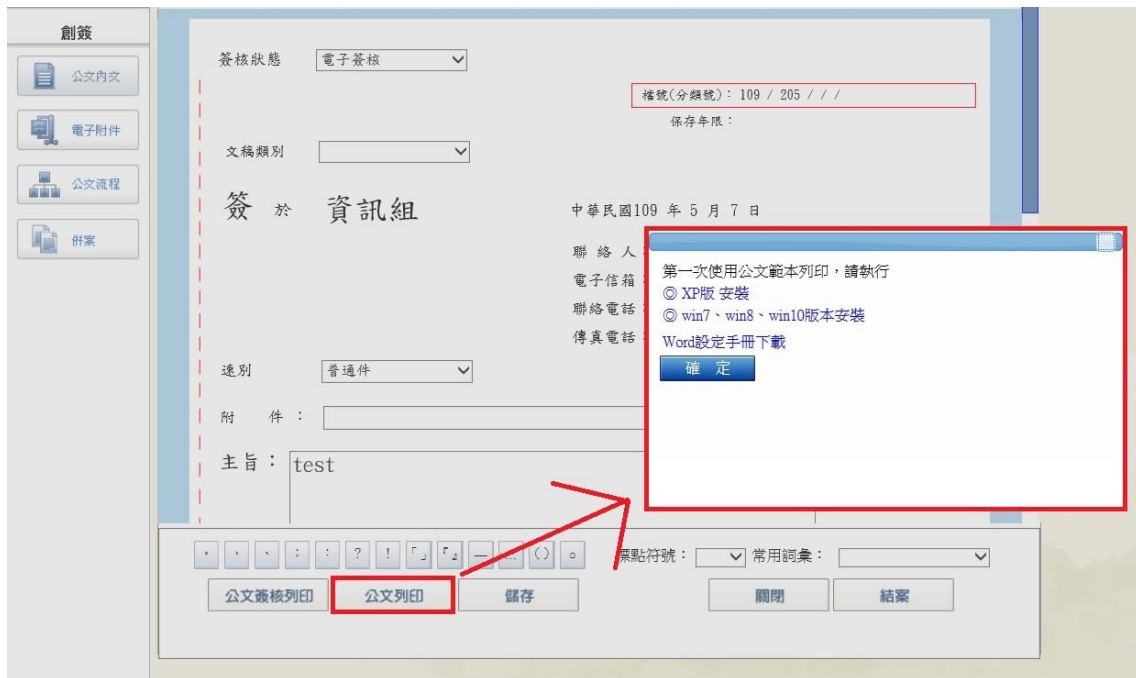 創簽
公文內文
電子附件
公文流程
併案
簽核狀態 電子簽核
檔號(分類號): 109 / 205 / / /
保存年限:
文稿類別
簽 於 資訊組
中華民國109 年 5 月 7 日
聯 絡 人
電子信箱
聯絡電話
傳真電話
速別 普通件
附 件 :
主旨: test
第一次使用公文範本列印,請執行
◎ XP版 安裝
◎ win7、win8、win10版本安裝
Word設定手冊下載
確 定
。 , 、 ; : ? ! 「」 『』 — … () ○
標點符號: 常用詞彙:
公文簽核列印 公文列印 儲存 關閉 結案